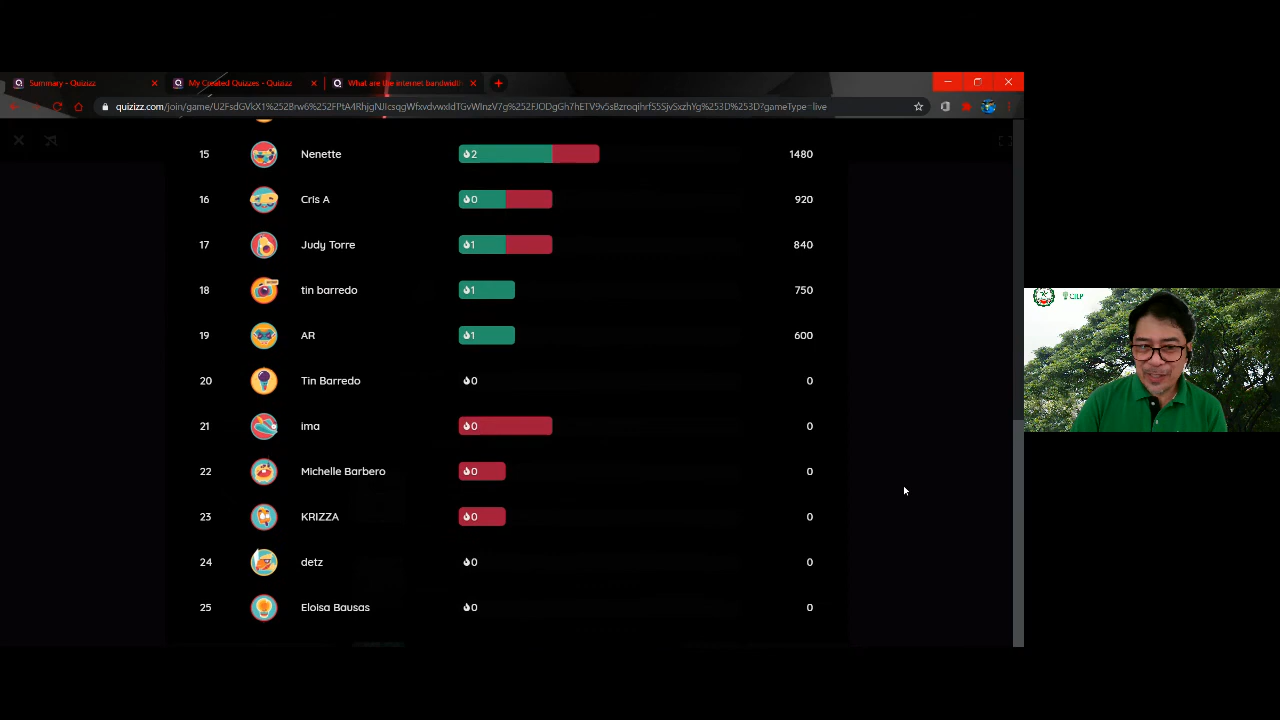 Summary - Quizizz
My Created Quizzes - Quizizz
What are the internet bandwidth
15 Nenette 2 1480
16 Cris A 0 920
17 Judy Torre 1 840
18 tin barredo 1 750
19 AR 1 600
20 Tin Barredo 0 0
21 ima 0 0
22 Michelle Barbero 0 0
23 KRIZZA 0 0
24 detz 0 0
25 Eloisa Bausas 0 0
CILP